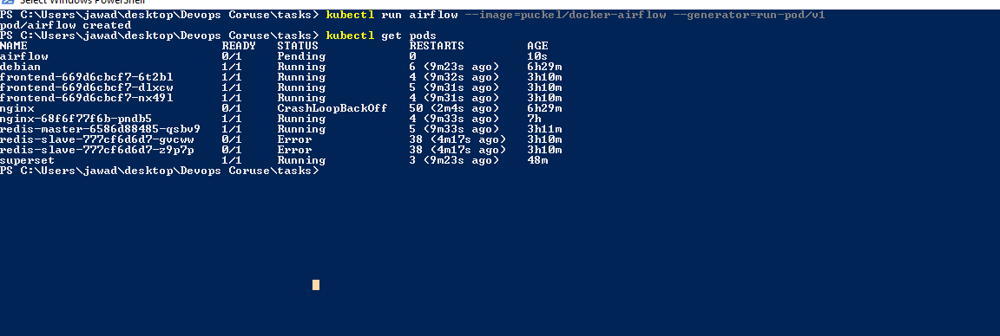 Select Windows PowerShell
PS C:\Users\jawad\desktop\Devops Coruse\tasks> kubectl run airflow --image=puckel/docker-airflow --generator=run-pod/v1
pod/airflow created
PS C:\Users\jawad\desktop\Devops Coruse\tasks> kubectl get pods
NAME READY STATUS RESTARTS AGE
airflow 0/1 Pending 0 10s
debian 1/1 Running 6 (9m23s ago) 6h29m
frontend-669d6cbcf7-6t2bl 1/1 Running 4 (9m32s ago) 3h10m
frontend-669d6cbcf7-dlxcw 1/1 Running 5 (9m31s ago) 3h10m
frontend-669d6cbcf7-nx49l 1/1 Running 4 (9m31s ago) 3h10m
nginx 0/1 CrashLoopBackOff 50 (2m4s ago) 6h29m
nginx-68f6f77f6b-pndb5 1/1 Running 4 (9m33s ago) 7h
redis-master-6586d88485-qsbv9 1/1 Running 5 (9m33s ago) 3h11m
redis-slave-777cf6d6d7-gvcww 0/1 Error 38 (4m17s ago) 3h10m
redis-slave-777cf6d6d7-z9p7p 0/1 Error 38 (4m17s ago) 3h10m
superset 1/1 Running 3 (9m23s ago) 48m
PS C:\Users\jawad\desktop\Devops Coruse\tasks>